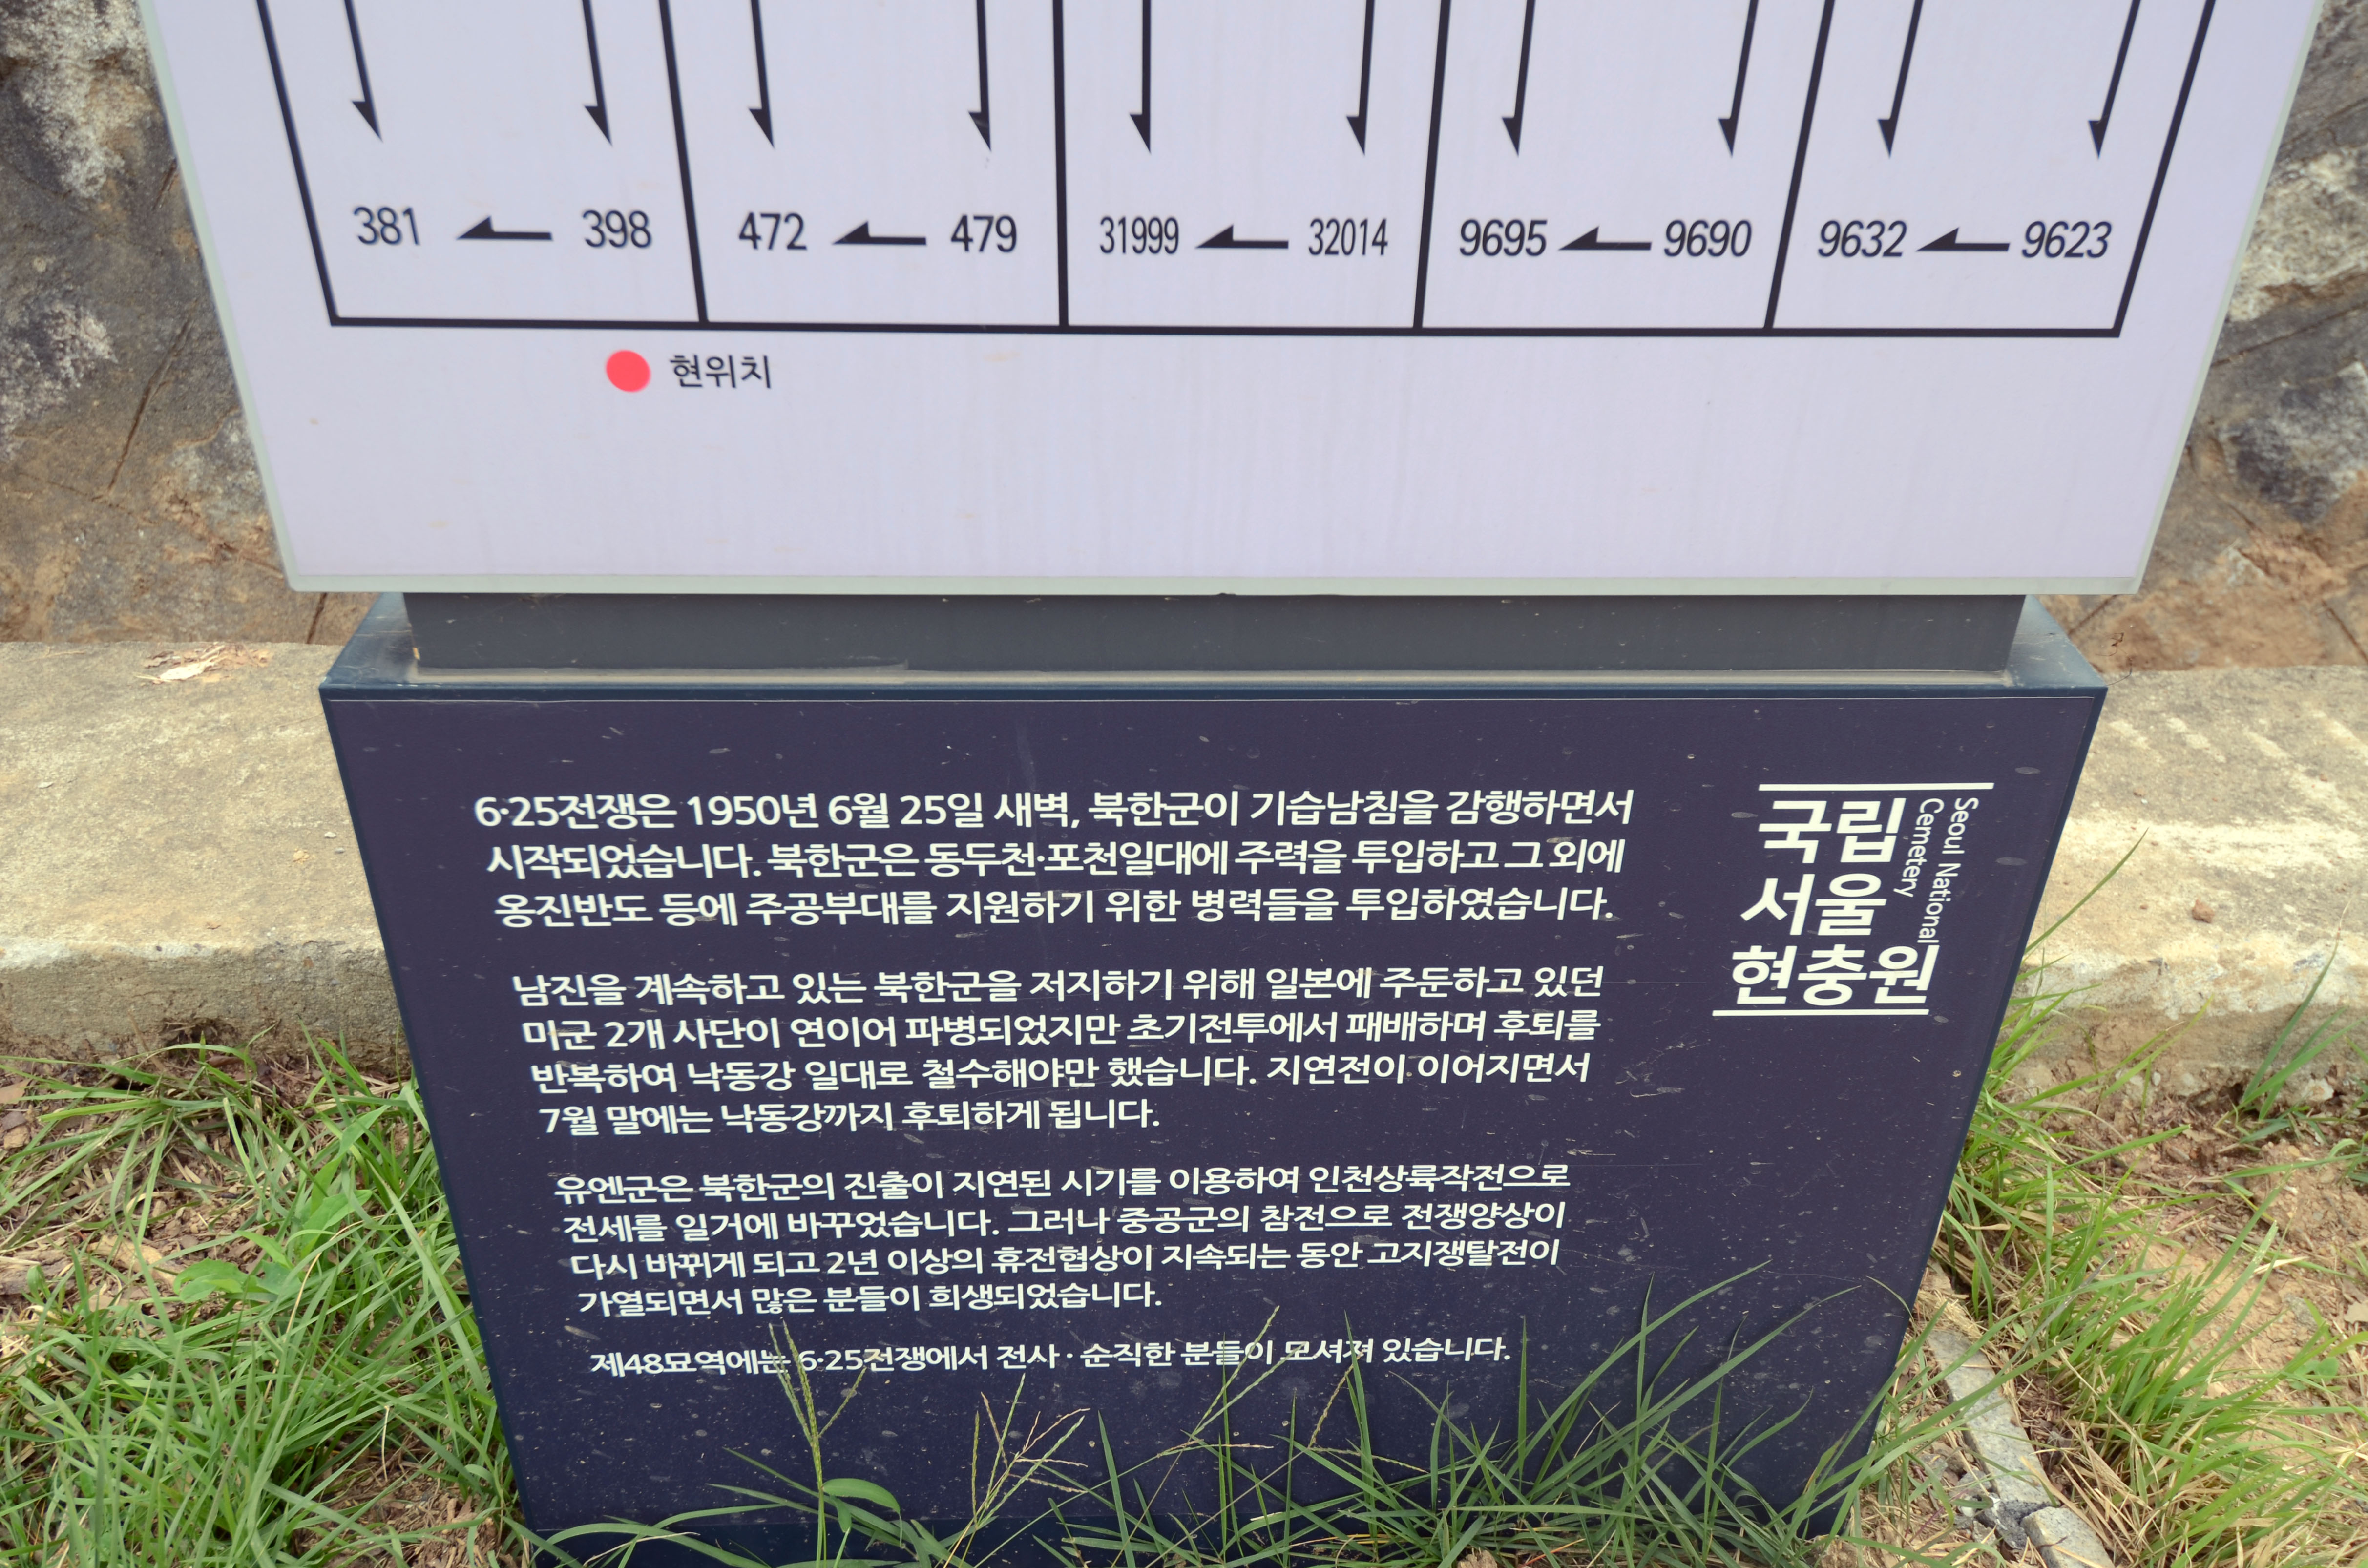 381 398 472 479 31999 32014 9695 9690 9632 9623
현위치
6·25전쟁은 1950년 6월 25일 새벽, 북한군이 기습남침을 감행하면서
시작되었습니다. 북한군은 동두천·포천일대에 주력을 투입하고 그 외에
옹진반도 등에 주공부대를 지원하기 위한 병력들을 투입하였습니다.
남진을 계속하고 있는 북한군을 저지하기 위해 일본에 주둔하고 있던
미군 2개 사단이 연이어 파병되었지만 초기전투에서 패배하며 후퇴를
반복하여 낙동강 일대로 철수해야만 했습니다. 지연전이 이어지면서
7월 말에는 낙동강까지 후퇴하게 됩니다.
유엔군은 북한군의 진출이 지연된 시기를 이용하여 인천상륙작전으로
전세를 일거에 바꾸었습니다. 그러나 중공군의 참전으로 전쟁양상이
다시 바뀌게 되고 2년 이상의 휴전협상이 지속되는 동안 고지쟁탈전이
가열되면서 많은 분들이 희생되었습니다.
제48묘역에는 6·25전쟁에서 전사 · 순직한 분들이 모셔져 있습니다.
국립
서울
현충원
Seoul National
Cemetery